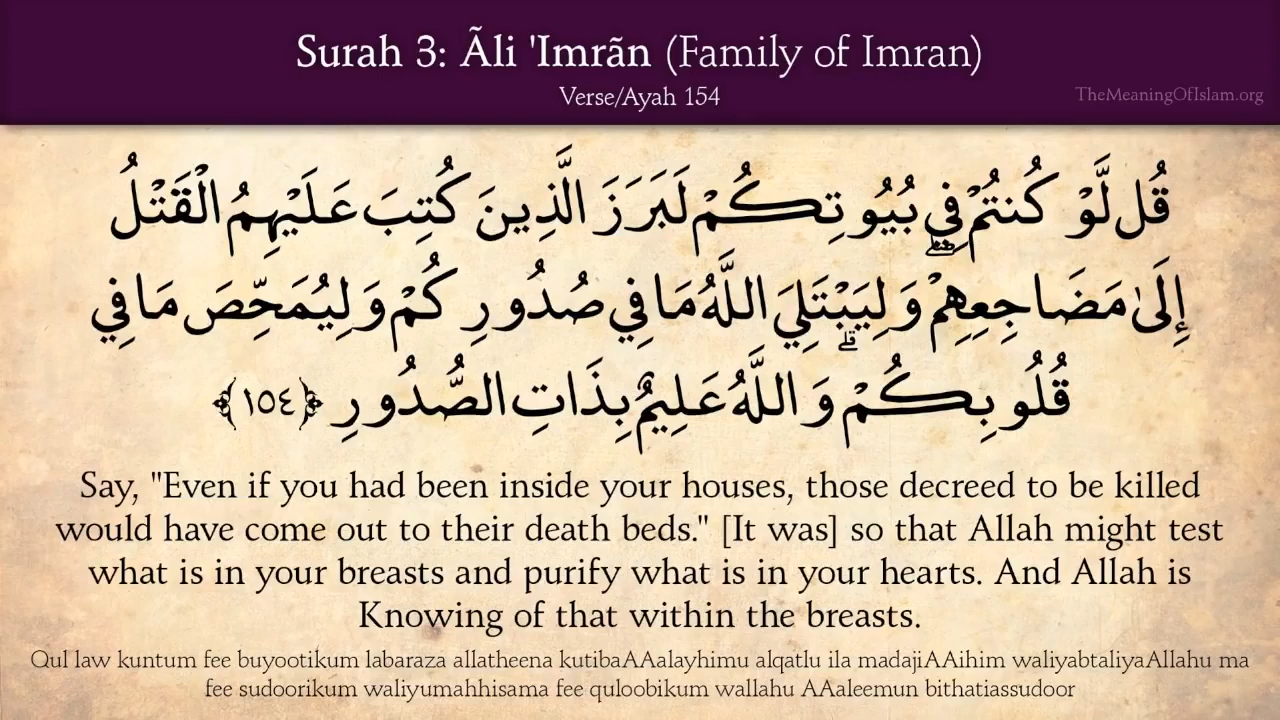 Surah 3: Ãli 'Imrãn (Family of Imran)
Verse/Ayah 154
TheMeaningOfIslam.org
قُل لَّوْ كُنتُمْ فِي بُيُوتِكُمْ لَبَرَزَ الَّذِينَ كُتِبَ عَلَيْهِمُ الْقَتْلُ
إِلَىٰ مَضَاجِعِهِمْ ۖ وَلِيَبْتَلِيَ اللَّهُ مَا فِي صُدُورِكُمْ وَلِيُمَحِّصَ مَا فِي
قُلُوبِكُمْ ۗ وَاللَّهُ عَلِيمٌ بِذَاتِ الصُّدُورِ ﴿١٥٤﴾
Say, "Even if you had been inside your houses, those decreed to be killed
would have come out to their death beds." [It was] so that Allah might test
what is in your breasts and purify what is in your hearts. And Allah is
Knowing of that within the breasts.
Qul law kuntum fee buyootikum labaraza allatheena kutibaAAalayhimu alqatlu ila madajiAAihim waliyabtaliyaAllahu ma
fee sudoorikum waliyumahhisama fee quloobikum wallahu AAaleemun bithatiassudoor